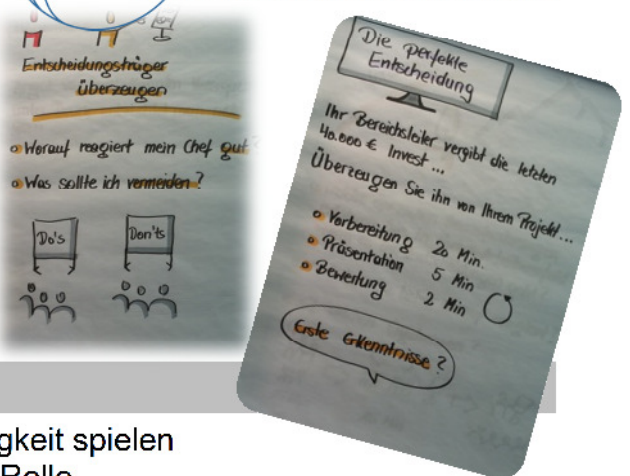 Entscheidungsträger
überzeugen
Worauf reagiert mein Chef gut?
Was sollte ich vermeiden?
Do's
Don'ts
Die perfekte
Entscheidung
Ihr Bereichsleiter vergibt die letzten
40.000 € Invest ...
Überzeugen Sie ihn von Ihrem Projekt...
Vorbereitung 20 Min.
Präsentation 5 Min
Bewertung 2 Min
Erste Erkenntnisse?
gkeit spielen